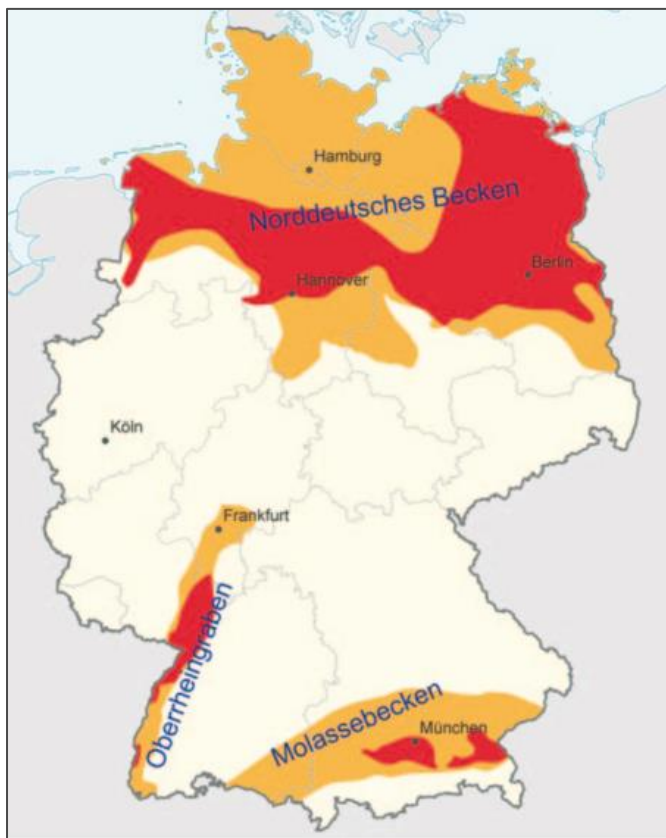 Hamburg
Norddeutsches Becken
Berlin
Hannover
Köln
Frankfurt
Oberrheingraben
Molassebecken
München